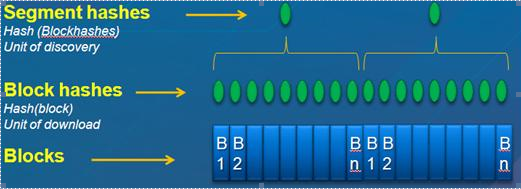 Segment hashes
Hash (Blockhashes)
Unit of discovery
Block hashes
Hash(block)
Unit of download
Blocks
B B B B B B
1 2 n 1 2 n